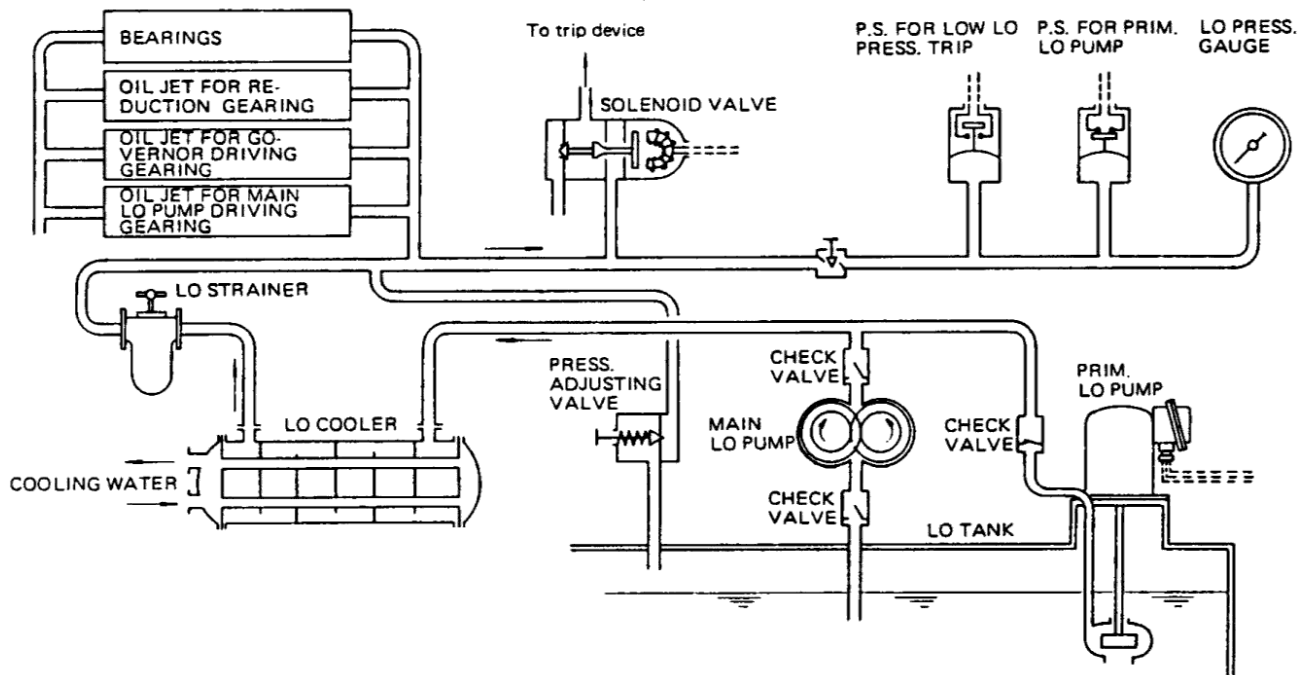 BEARINGS
OIL JET FOR RE-
DUCTION GEARING
OIL JET FOR GO-
VERNOR DRIVING
GEARING
OIL JET FOR MAIN
LO PUMP DRIVING
GEARING
To trip device
SOLENOID VALVE
P.S. FOR LOW LO
PRESS. TRIP
P.S. FOR PRIM.
LO PUMP
LO PRESS.
GAUGE
LO STRAINER
PRESS.
ADJUSTING
VALVE
CHECK
VALVE
PRIM.
LO PUMP
LO COOLER
MAIN
LO PUMP
CHECK
VALVE
COOLING WATER
CHECK
VALVE
LO TANK